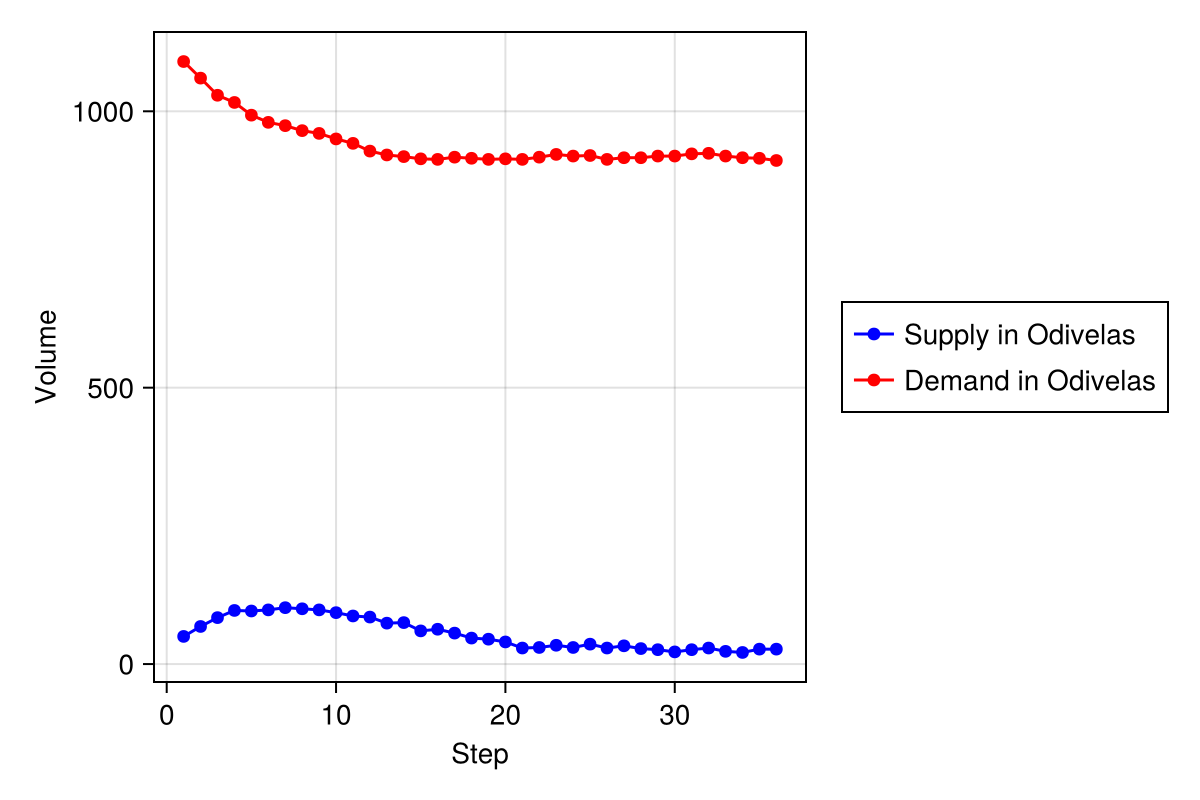 Volume
1000
500
0
0 10 20 30
Step
Supply in Odivelas
Demand in Odivelas